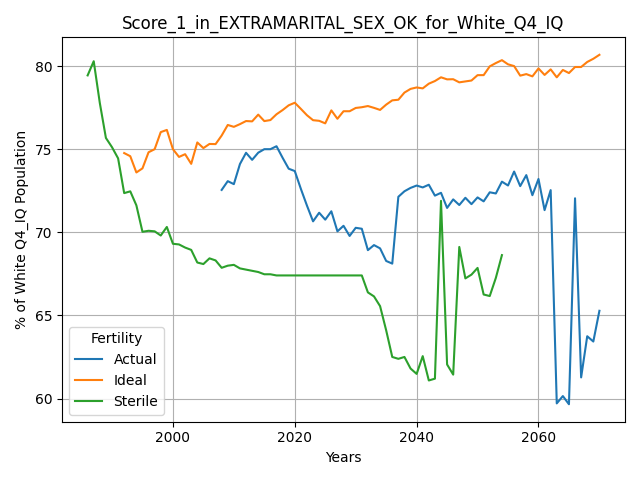 Score_1_in_EXTRAMARITAL_SEX_OK_for_White_Q4_IQ
% of White Q4_IQ Population
80
75
70
65
60
Fertility
Actual
Ideal
Sterile
2000 2020 2040 2060
Years